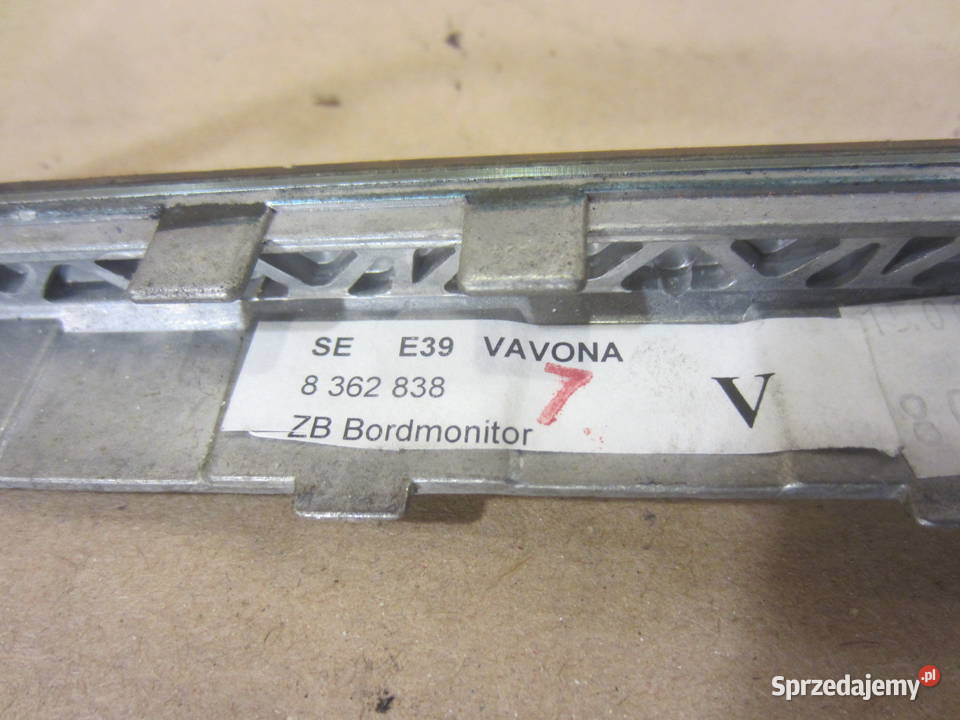 SE E39 VAVONA
8 362 838 7 V
ZB Bordmonitor
Sprzedajemy.pl